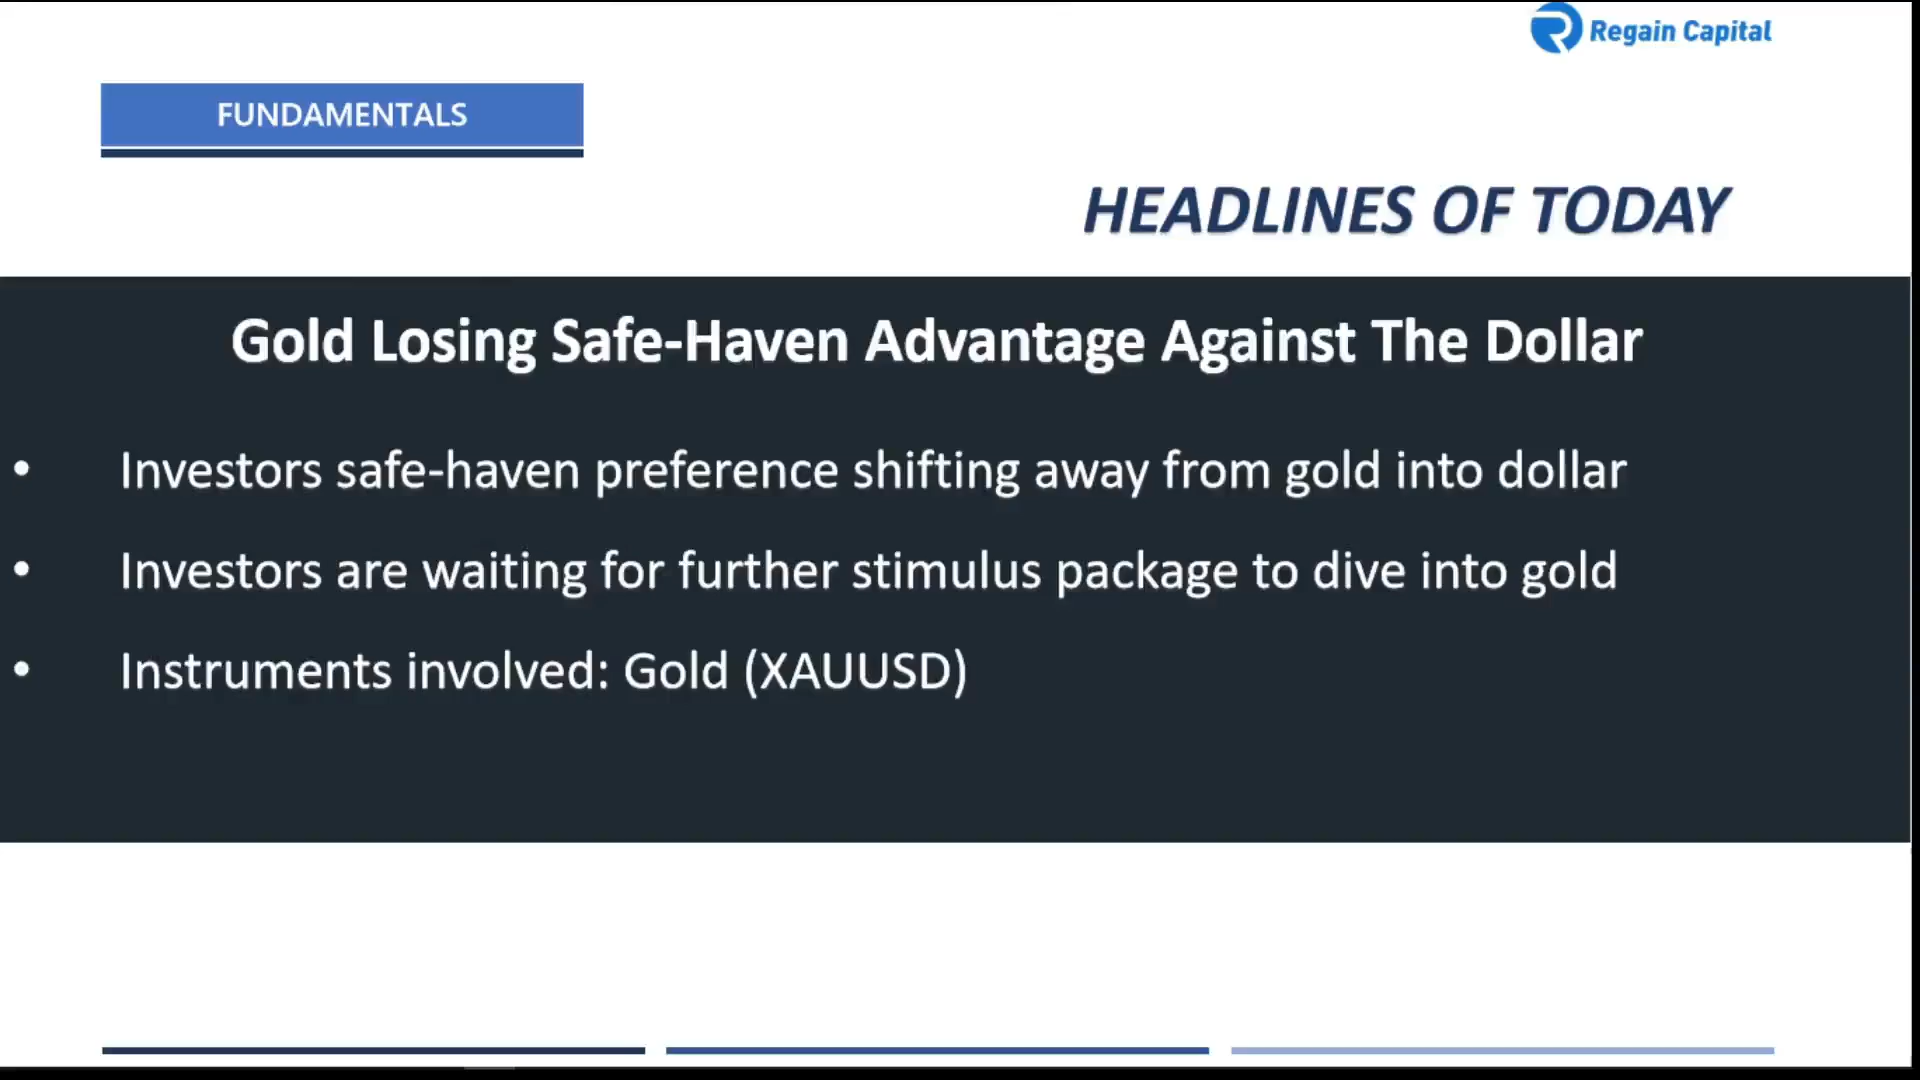 Regain Capital
FUNDAMENTALS
HEADLINES OF TODAY
Gold Losing Safe-Haven Advantage Against The Dollar
• Investors safe-haven preference shifting away from gold into dollar
• Investors are waiting for further stimulus package to dive into gold
• Instruments involved: Gold (XAUUSD)